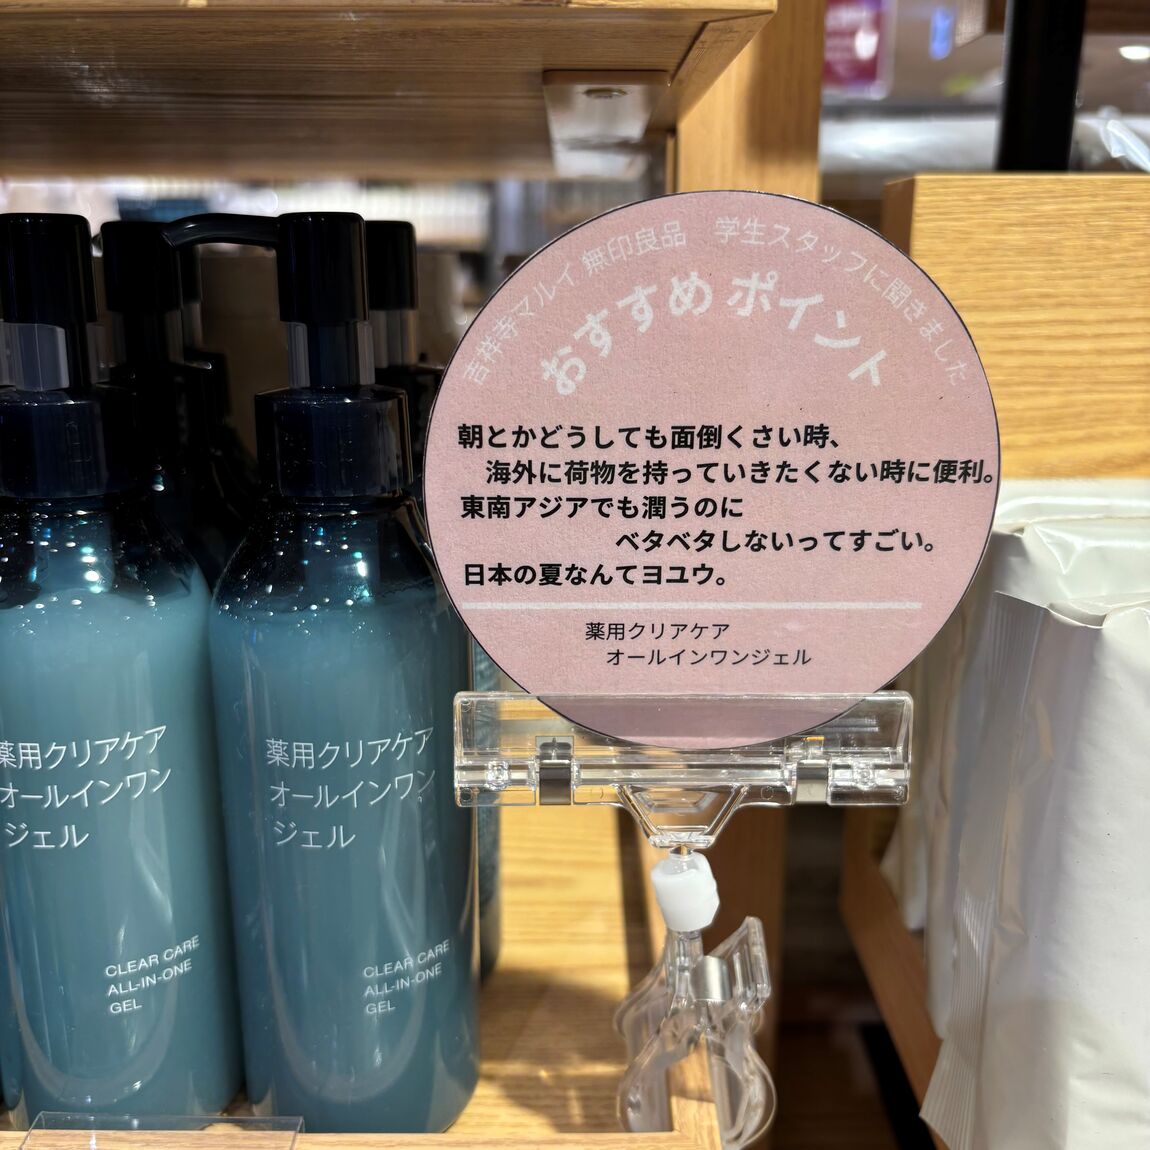 吉祥寺マルイ 無印良品 学生スタッフに聞きました
おすすめ ポイント
朝とかどうしても面倒くさい時、
海外に荷物を持っていきたくない時に便利。
東南アジアでも潤うのに
ベタベタしないってすごい。
日本の夏なんてヨユウ。
薬用クリアケア
オールインワンジェル
薬用クリアケア
オールインワン
ジェル
CLEAR CARE
ALL-IN-ONE
GEL
薬用クリアケア
オールインワン
ジェル
CLEAR CARE
ALL-IN-ONE
GEL